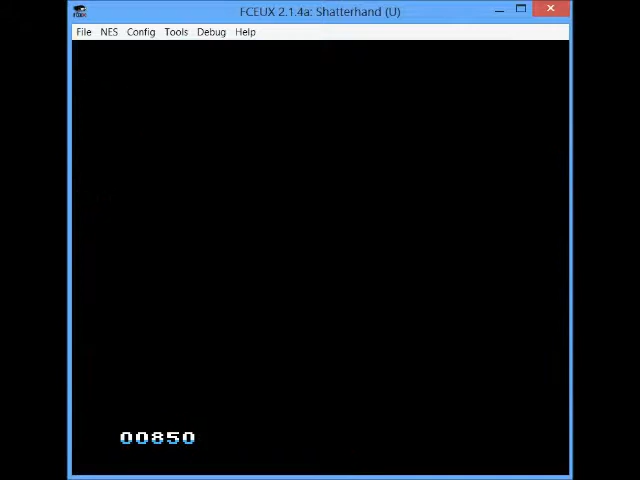 FCEUX 2.1.4a: Shatterhand (U)
File NES Config Tools Debug Help
00850